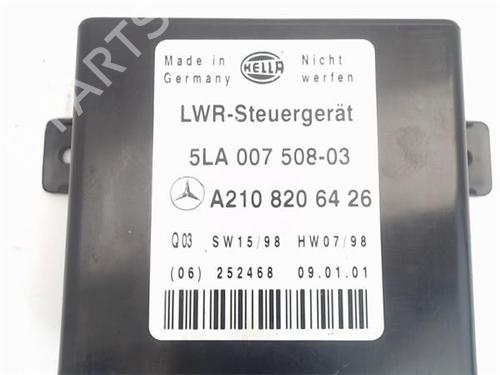 Made in
Germany
HELLA
Nicht
werfen
LWR-Steuergerät
5LA 007 508-03
A210 820 64 26
Q03 SW15/98 HW07/98
(06) 252468 09.01.01
B-PARTS